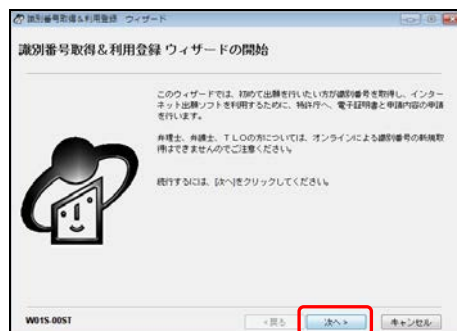 識別番号取得&利用登録 ウィザード
識別番号取得&利用登録 ウィザードの開始
このウィザードでは、初めて出願を行いたい方が識別番号を取得し、インター
ネット出願ソフトを利用するために、特許庁へ、電子証明書と申請内容の申請
を行います。
弁理士、弁護士、TLOの方については、オンラインによる識別番号の新規取
得はできませんのでご注意ください。
続行するには、[次へ]をクリックしてください。
W01S-00ST
<戻る
次へ>
キャンセル